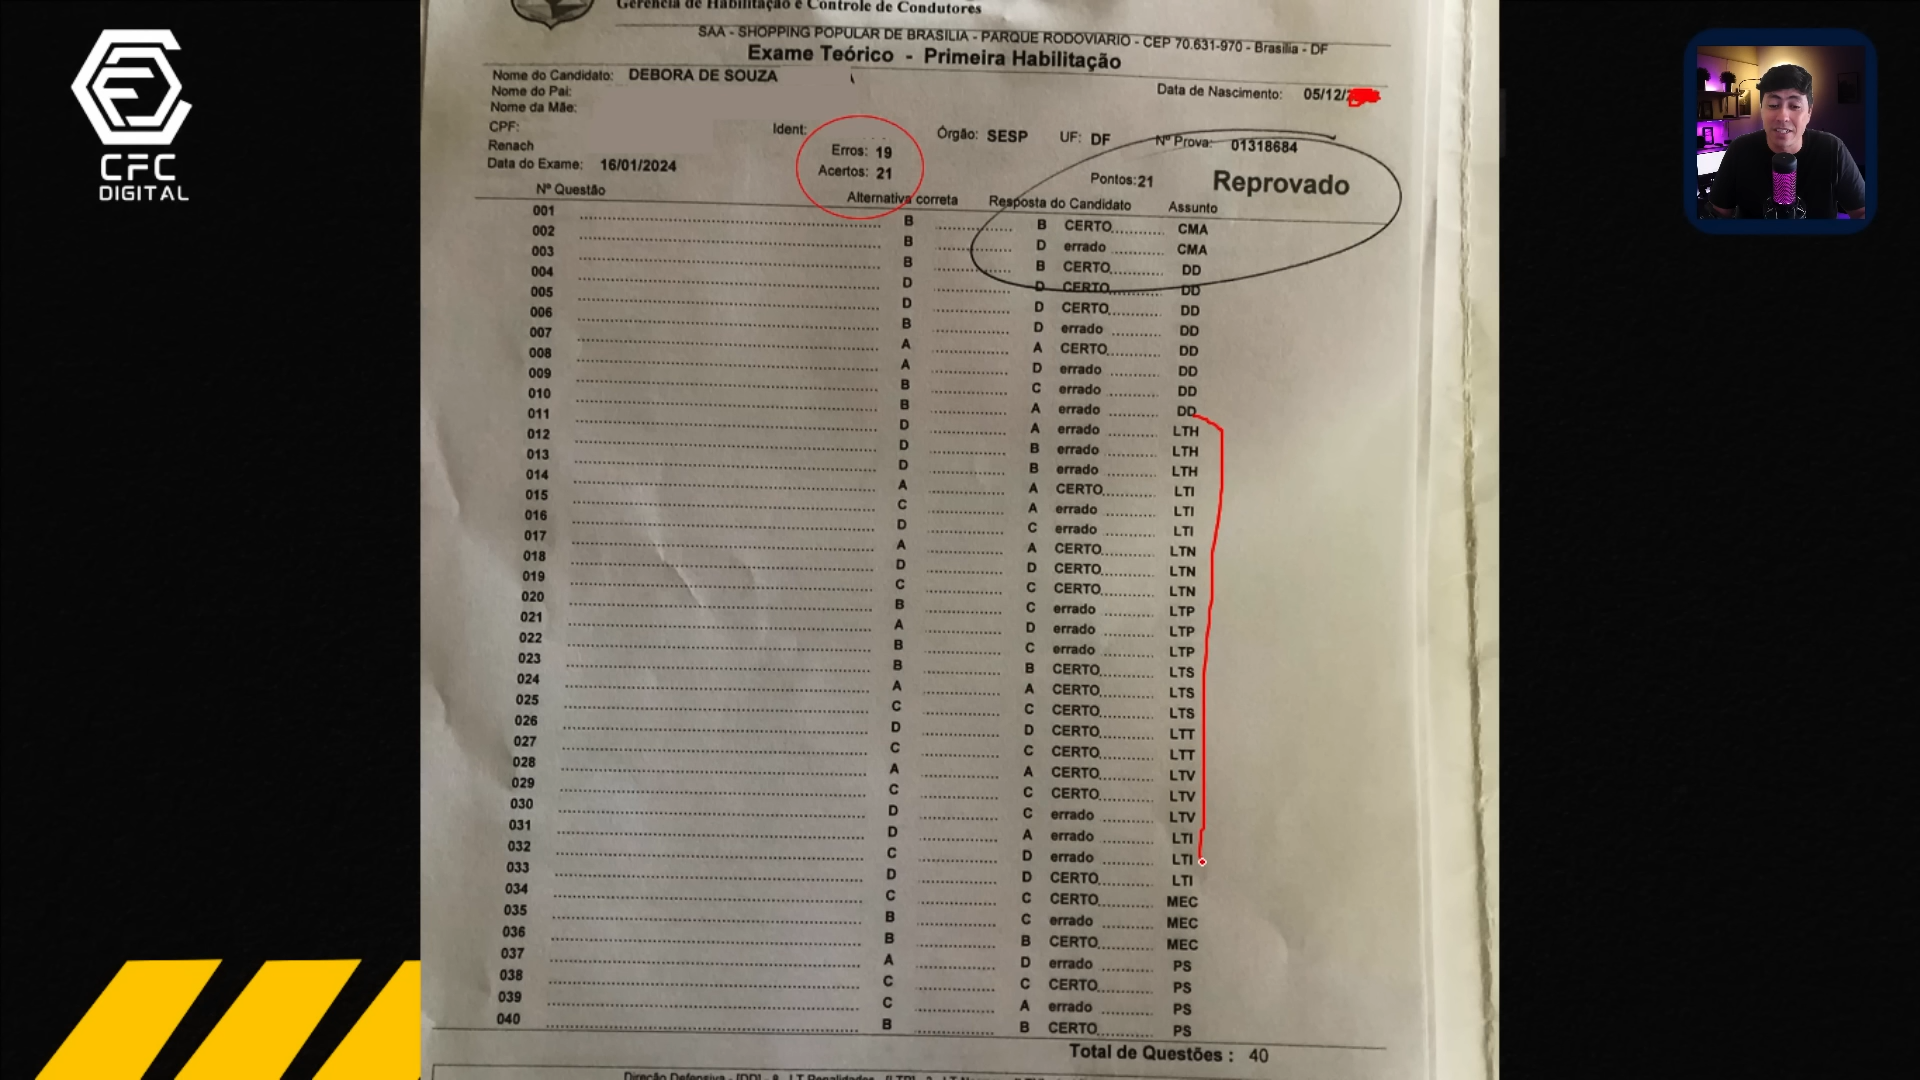 CFC
DIGITAL
Gerência de Habilitação e Controle de Condutores
SAA - SHOPPING POPULAR DE BRASILIA - PARQUE RODOVIARIO - CEP 70.631-970 - Brasilia - DF
Exame Teórico - Primeira Habilitação
Nome do Candidato: DEBORA DE SOUZA
Nome do Pai:
Data de Nascimento: 05/12/
Nome da Mãe:
CPF: Ident: Órgão: SESP UF: DF Nº Prova: 01318684
Renach Erros: 19
Data do Exame: 16/01/2024 Acertos: 21 Pontos:21 Reprovado
Nº Questão Alternativa correta Resposta do Candidato Assunto
001 B B CERTO CMA
002 B D errado CMA
003 B B CERTO DD
004 D D CERTO DD
005 D D CERTO DD
006 B D errado DD
007 A A CERTO DD
008 A D errado DD
009 B C errado DD
010 B A errado DD
011 D A errado LTH
012 D B errado LTH
013 D B errado LTH
014 A A CERTO LTI
015 C A errado LTI
016 D C errado LTI
017 A A CERTO LTN
018 D D CERTO LTN
019 C C CERTO LTN
020 B C errado LTP
021 A D errado LTP
022 B C errado LTP
023 B B CERTO LTS
024 A A CERTO LTS
025 C C CERTO LTS
026 D D CERTO LTT
027 C C CERTO LTT
028 A A CERTO LTV
029 C C CERTO LTV
030 D C errado LTV
031 D A errado LTI
032 C D errado LTI
033 D D CERTO LTI
034 C C CERTO MEC
035 B C errado MEC
036 B B CERTO MEC
037 A D errado PS
038 C C CERTO PS
039 C A errado PS
040 B B CERTO PS
Total de Questões : 40